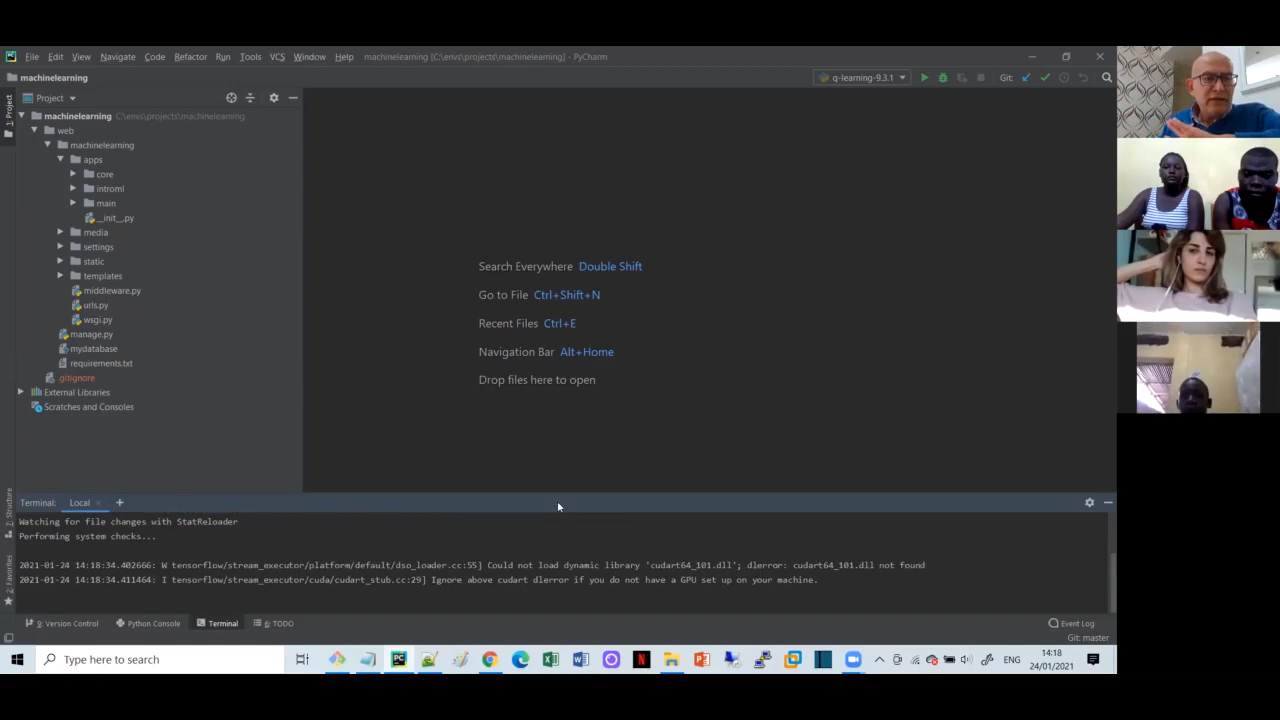 File Edit View Navigate Code Refactor Run Tools VCS Window Help machinelearning [C:\envs\projects\machinelearning] - PyCharm
machinelearning
q-learning-9.3.1
Git:
1: Project
Project
machinelearning C:\envs\projects\machinelearning
web
machinelearning
apps
core
introml
main
__init__.py
media
settings
static
templates
middleware.py
urls.py
wsgi.py
manage.py
mydatabase
requirements.txt
.gitignore
External Libraries
Scratches and Consoles
Search Everywhere Double Shift
Go to File Ctrl+Shift+N
Recent Files Ctrl+E
Navigation Bar Alt+Home
Drop files here to open
Z: Structure
2: Favorites
Terminal: Local
Watching for file changes with StatReloader
Performing system checks...
2021-01-24 14:18:34.402666: W tensorflow/stream_executor/platform/default/dso_loader.cc:55] Could not load dynamic library 'cudart64_101.dll'; dlerror: cudart64_101.dll not found
2021-01-24 14:18:34.411464: I tensorflow/stream_executor/cuda/cudart_stub.cc:29] Ignore above cudart dlerror if you do not have a GPU set up on your machine.
9: Version Control Python Console Terminal 6: TODO Event Log
Git: master
Type here to search
ENG
14:18
24/01/2021